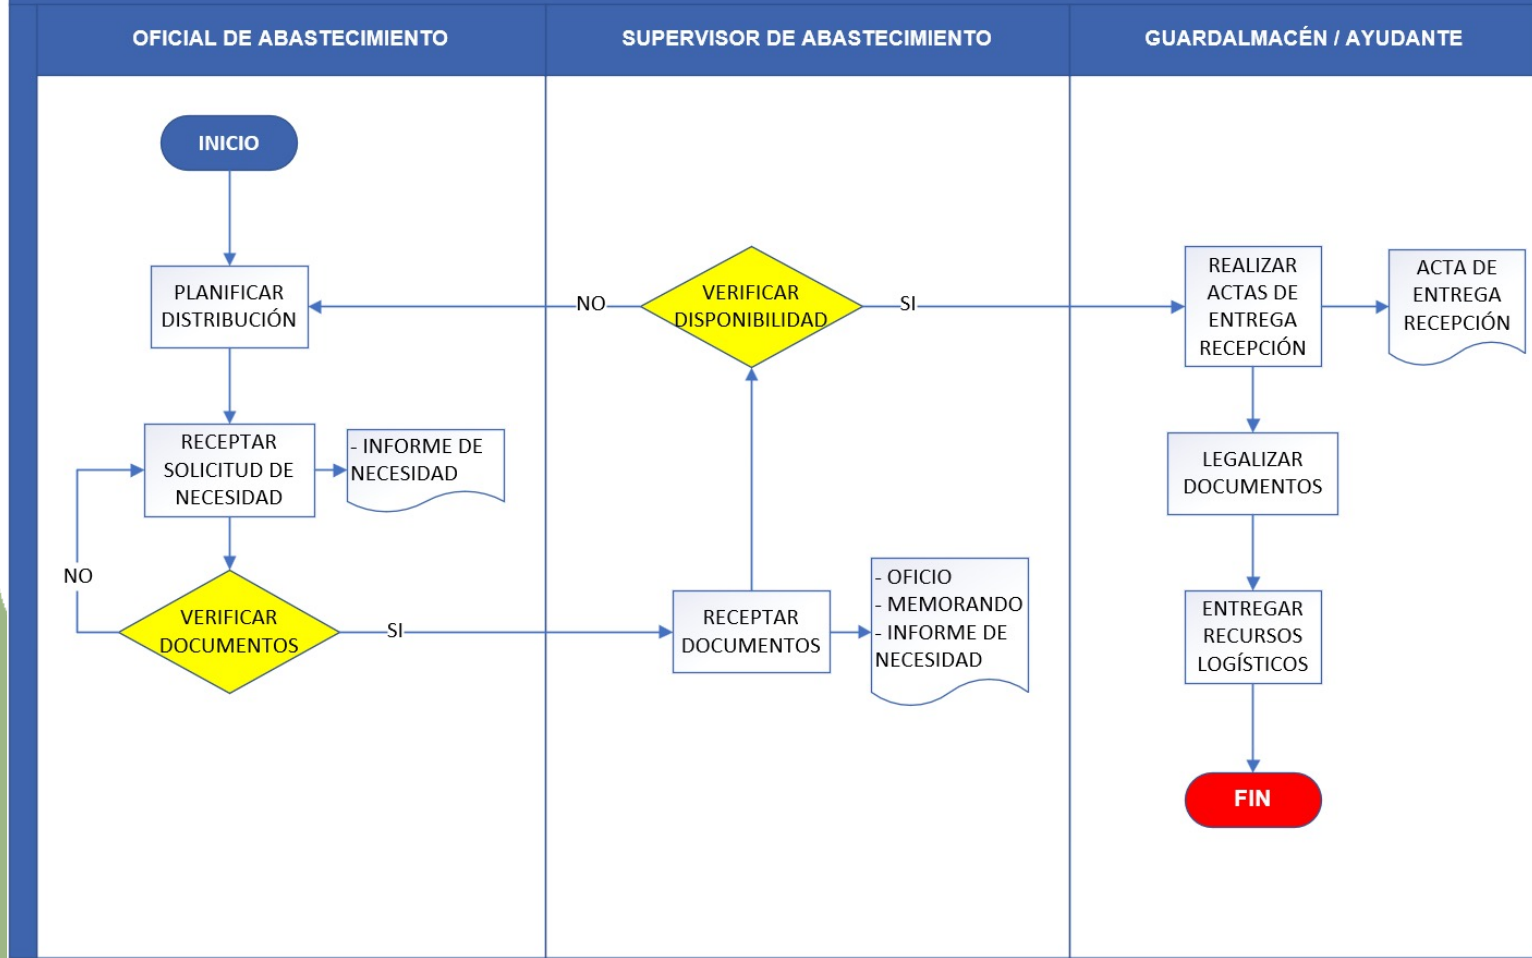 OFICIAL DE ABASTECIMIENTO
SUPERVISOR DE ABASTECIMIENTO
GUARDALMACÉN / AYUDANTE
INICIO
PLANIFICAR
DISTRIBUCIÓN
RECEPTAR
SOLICITUD DE
NECESIDAD
- INFORME DE
NECESIDAD
NO
VERIFICAR
DOCUMENTOS
SI
NO
VERIFICAR
DISPONIBILIDAD
SI
RECEPTAR
DOCUMENTOS
- OFICIO
- MEMORANDO
- INFORME DE
NECESIDAD
REALIZAR
ACTAS DE
ENTREGA
RECEPCIÓN
ACTA DE
ENTREGA
RECEPCIÓN
LEGALIZAR
DOCUMENTOS
ENTREGAR
RECURSOS
LOGÍSTICOS
FIN